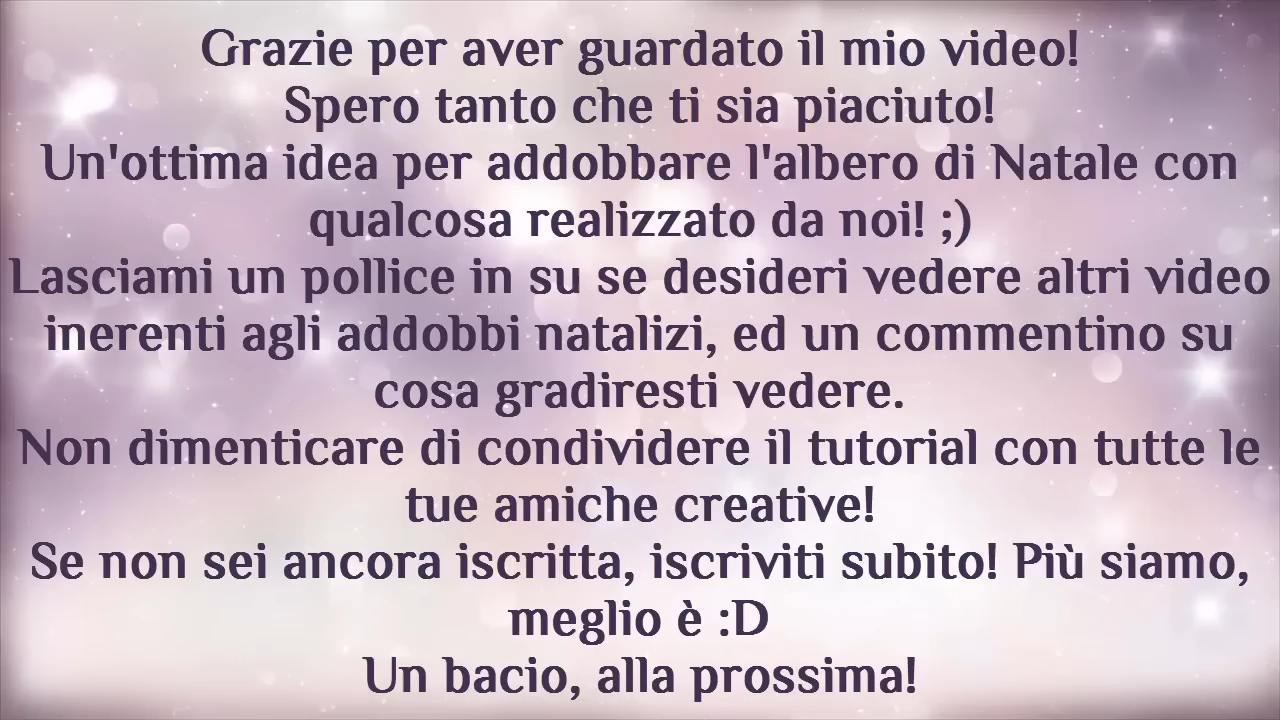 Grazie per aver guardato il mio video!
Spero tanto che ti sia piaciuto!
Un'ottima idea per addobbare l'albero di Natale con
qualcosa realizzato da noi! ;)
Lasciami un pollice in su se desideri vedere altri video
inerenti agli addobbi natalizi, ed un commentino su
cosa gradiresti vedere.
Non dimenticare di condividere il tutorial con tutte le
tue amiche creative!
Se non sei ancora iscritta, iscriviti subito! Più siamo,
meglio è :D
Un bacio, alla prossima!